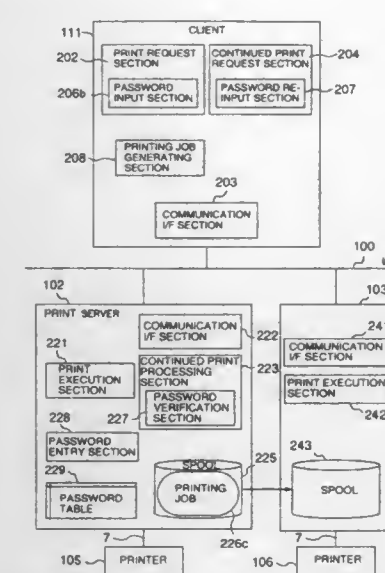 CLIENT
111
202
PRINT REQUEST
SECTION
CONTINUED PRINT
REQUEST SECTION
204
206b
PASSWORD
INPUT SECTION
PASSWORD RE-
INPUT SECTION
207
208
PRINTING JOB
GENERATING
SECTION
203
COMMUNICATION
I/F SECTION
100
102
103
PRINT SERVER
COMMUNICATION
I/F SECTION
222
241
COMMUNICATION
I/F SECTION
221
PRINT
EXECUTION
SECTION
CONTINUED PRINT
PROCESSING
SECTION
223
PRINT EXECUTION
SECTION
242
227
PASSWORD
VERIFICATION
SECTION
228
PASSWORD
ENTRY SECTION
229
PASSWORD
TABLE
SPOOL
225
PRINTING
JOB
226c
243
SPOOL
7
7
105
PRINTER
106
PRINTER